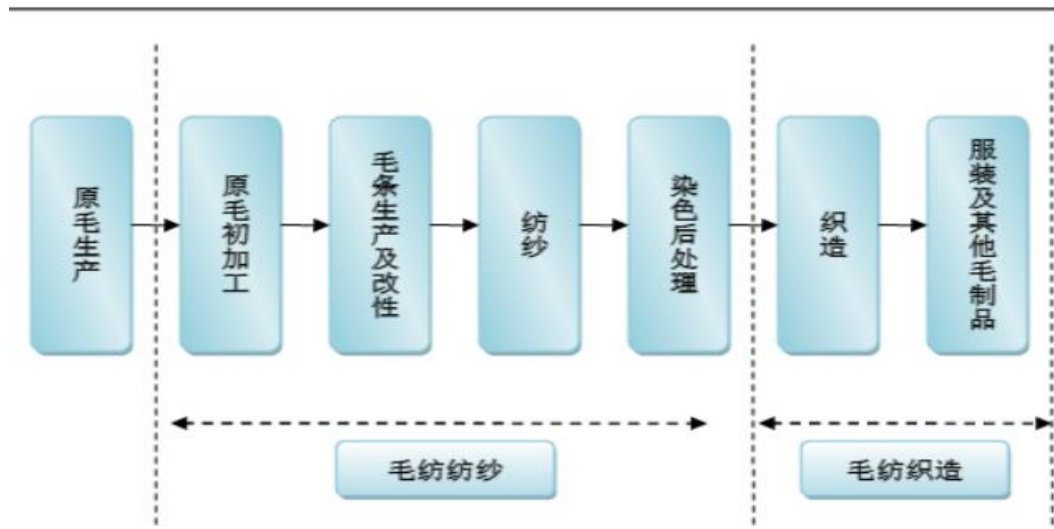 原毛生产
原毛初加工
毛条生产及改性
纺纱
染色后处理
织造
服装及其他毛制品
毛纺纺纱
毛纺织造